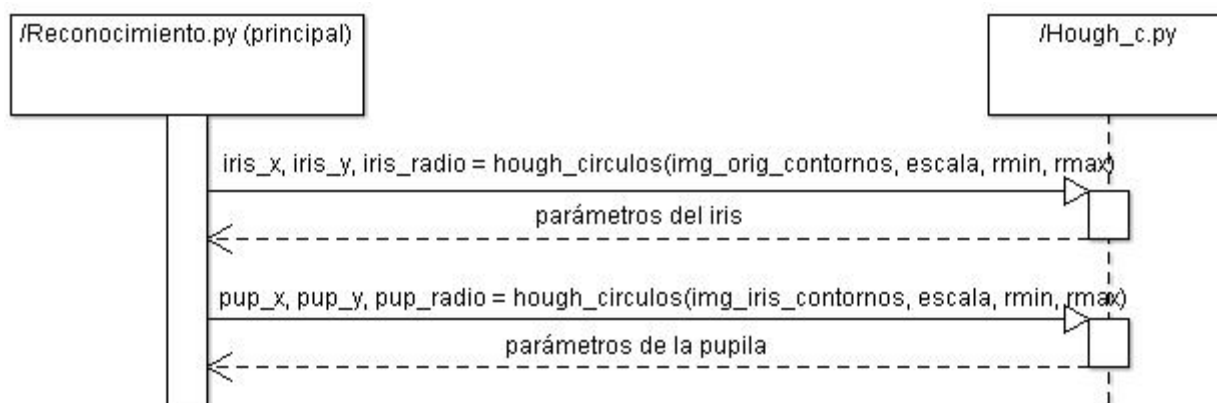 /Reconocimiento.py (principal)
/Hough_c.py
iris_x, iris_y, iris_radio = hough_circulos(img_orig_contornos, escala, rmin, rmax)
parámetros del iris
pup_x, pup_y, pup_radio = hough_circulos(img_iris_contornos, escala, rmin, rmax)
parámetros de la pupila